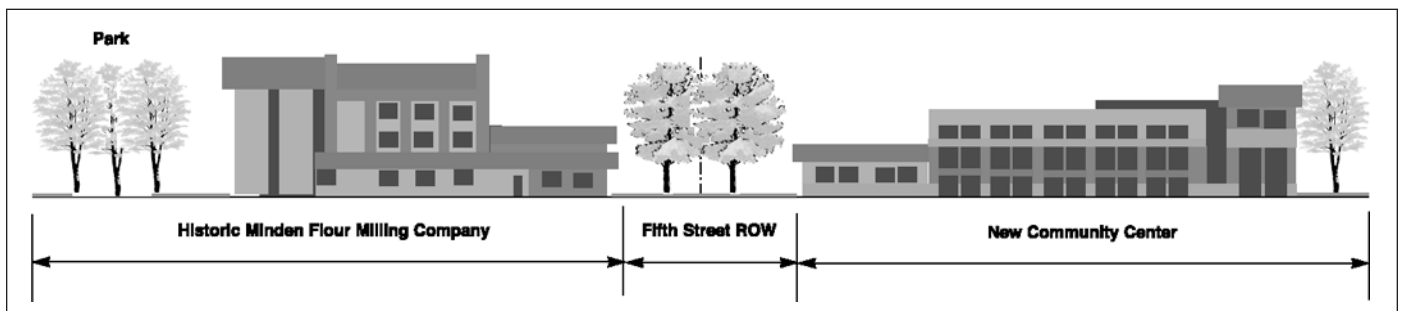 Park
Historic Minden Flour Milling Company
Fifth Street ROW
New Community Center